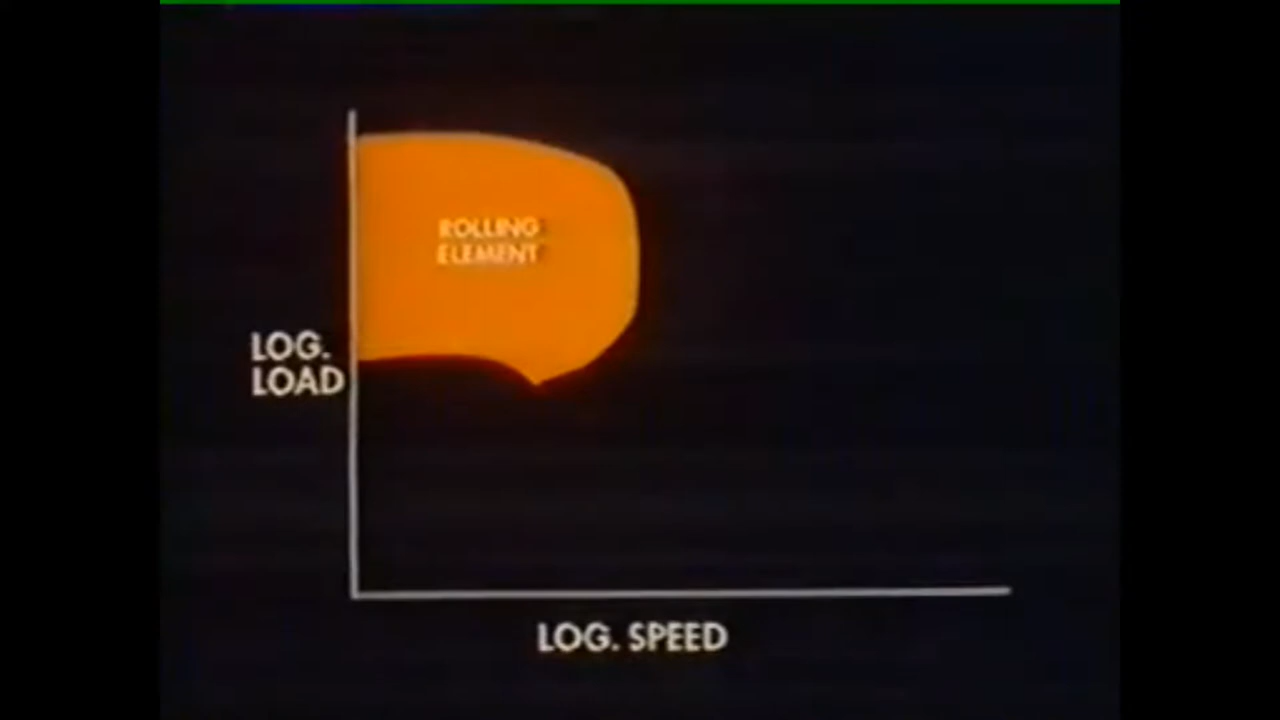 ROLLING
ELEMENT
LOG.
LOAD
LOG. SPEED